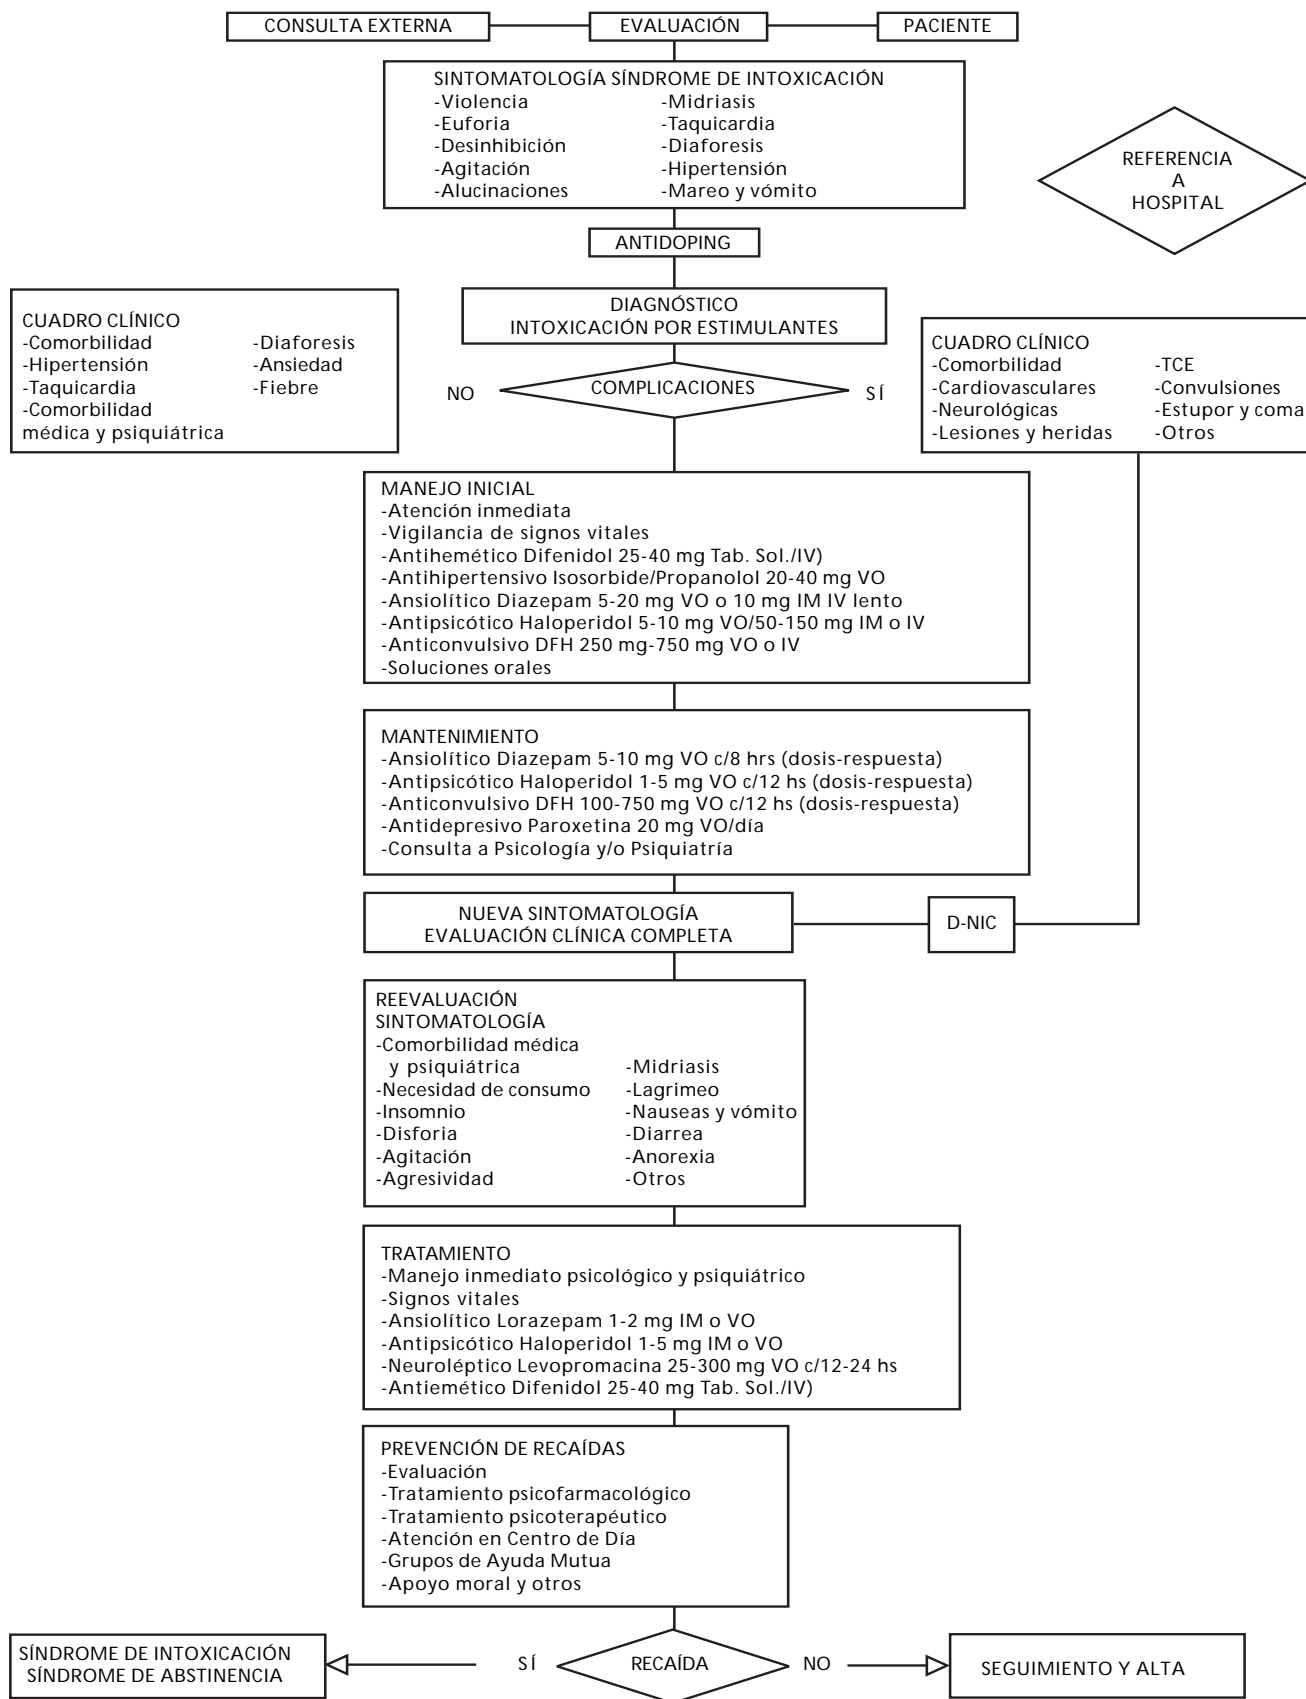 CONSULTA EXTERNA
EVALUACIÓN
PACIENTE
SINTOMATOLOGÍA SÍNDROME DE INTOXICACIÓN
-Violencia
-Euforia
-Desinhibición
-Agitación
-Alucinaciones
-Midriasis
-Taquicardia
-Diaforesis
-Hipertensión
-Mareo y vómito
REFERENCIA
A
HOSPITAL
ANTIDOPING
DIAGNÓSTICO
INTOXICACIÓN POR ESTIMULANTES
CUADRO CLÍNICO
-Comorbilidad
-Hipertensión
-Taquicardia
-Comorbilidad
médica y psiquiátrica
-Diaforesis
-Ansiedad
-Fiebre
NO
COMPLICACIONES
SÍ
CUADRO CLÍNICO
-Comorbilidad
-Cardiovasculares
-Neurológicas
-Lesiones y heridas
-TCE
-Convulsiones
-Estupor y coma
-Otros
MANEJO INICIAL
-Atención inmediata
-Vigilancia de signos vitales
-Antihemético Difenidol 25-40 mg Tab. Sol./IV)
-Antihipertensivo Isosorbide/Propanolol 20-40 mg VO
-Ansiolítico Diazepam 5-20 mg VO o 10 mg IM IV lento
-Antipsicótico Haloperidol 5-10 mg VO/50-150 mg IM o IV
-Anticonvulsivo DFH 250 mg-750 mg VO o IV
-Soluciones orales
MANTENIMIENTO
-Ansiolítico Diazepam 5-10 mg VO c/8 hrs (dosis-respuesta)
-Antipsicótico Haloperidol 1-5 mg VO c/12 hs (dosis-respuesta)
-Anticonvulsivo DFH 100-750 mg VO c/12 hs (dosis-respuesta)
-Antidepresivo Paroxetina 20 mg VO/día
-Consulta a Psicología y/o Psiquiatría
NUEVA SINTOMATOLOGÍA
EVALUACIÓN CLÍNICA COMPLETA
D-NIC
REEVALUACIÓN
SINTOMATOLOGÍA
-Comorbilidad médica
y psiquiátrica
-Necesidad de consumo
-Insomnio
-Disforia
-Agitación
-Agresividad
-Midriasis
-Lagrimeo
-Nauseas y vómito
-Diarrea
-Anorexia
-Otros
TRATAMIENTO
-Manejo inmediato psicológico y psiquiátrico
-Signos vitales
-Ansiolítico Lorazepam 1-2 mg IM o VO
-Antipsicótico Haloperidol 1-5 mg IM o VO
-Neuroléptico Levopromacina 25-300 mg VO c/12-24 hs
-Antiemético Difenidol 25-40 mg Tab. Sol./IV)
PREVENCIÓN DE RECAÍDAS
-Evaluación
-Tratamiento psicofarmacológico
-Tratamiento psicoterapéutico
-Atención en Centro de Día
-Grupos de Ayuda Mutua
-Apoyo moral y otros
SÍNDROME DE INTOXICACIÓN
SÍNDROME DE ABSTINENCIA
SÍ
RECAÍDA
NO
SEGUIMIENTO Y ALTA